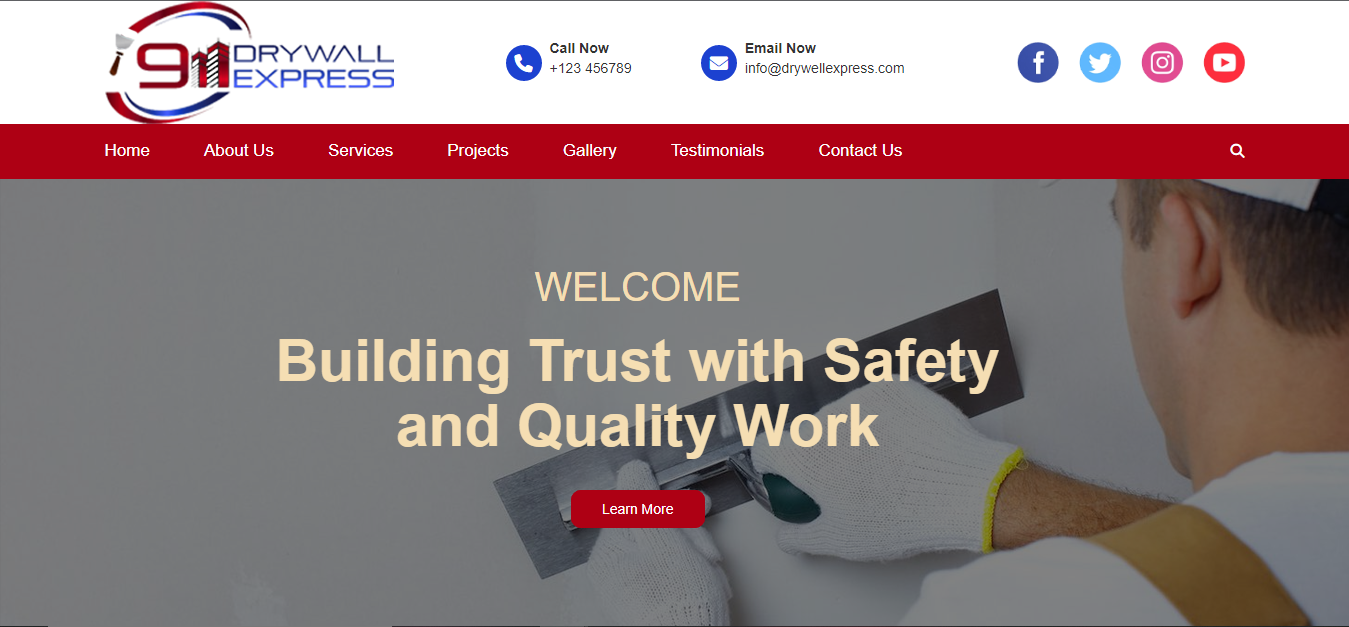 911 DRYWALL
EXPRESS
Call Now
+123 456789
Email Now
info@drywellexpress.com
Home About Us Services Projects Gallery Testimonials Contact Us
WELCOME
Building Trust with Safety
and Quality Work
Learn More